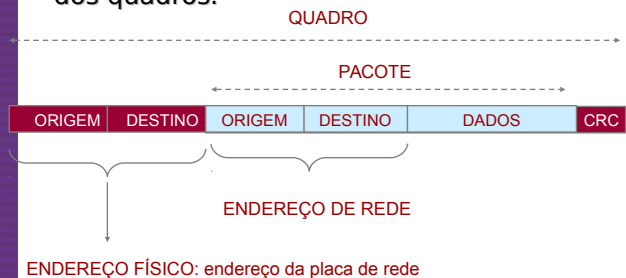 dos quadros.
QUADRO
PACOTE
ORIGEM DESTINO ORIGEM DESTINO DADOS CRC
ENDEREÇO DE REDE
ENDEREÇO FÍSICO: endereço da placa de rede